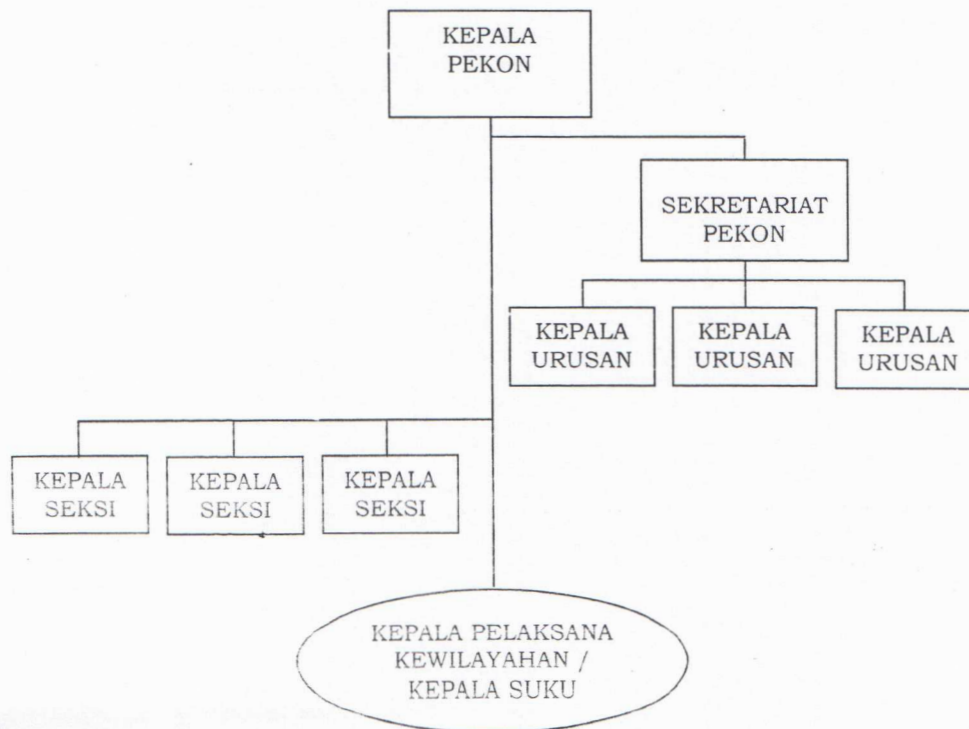 KEPALA
PEKON
SEKRETARIAT
PEKON
KEPALA
URUSAN
KEPALA
URUSAN
KEPALA
URUSAN
KEPALA
SEKSI
KEPALA
SEKSI
KEPALA
SEKSI
KEPALA PELAKSANA
KEWILAYAHAN /
KEPALA SUKU